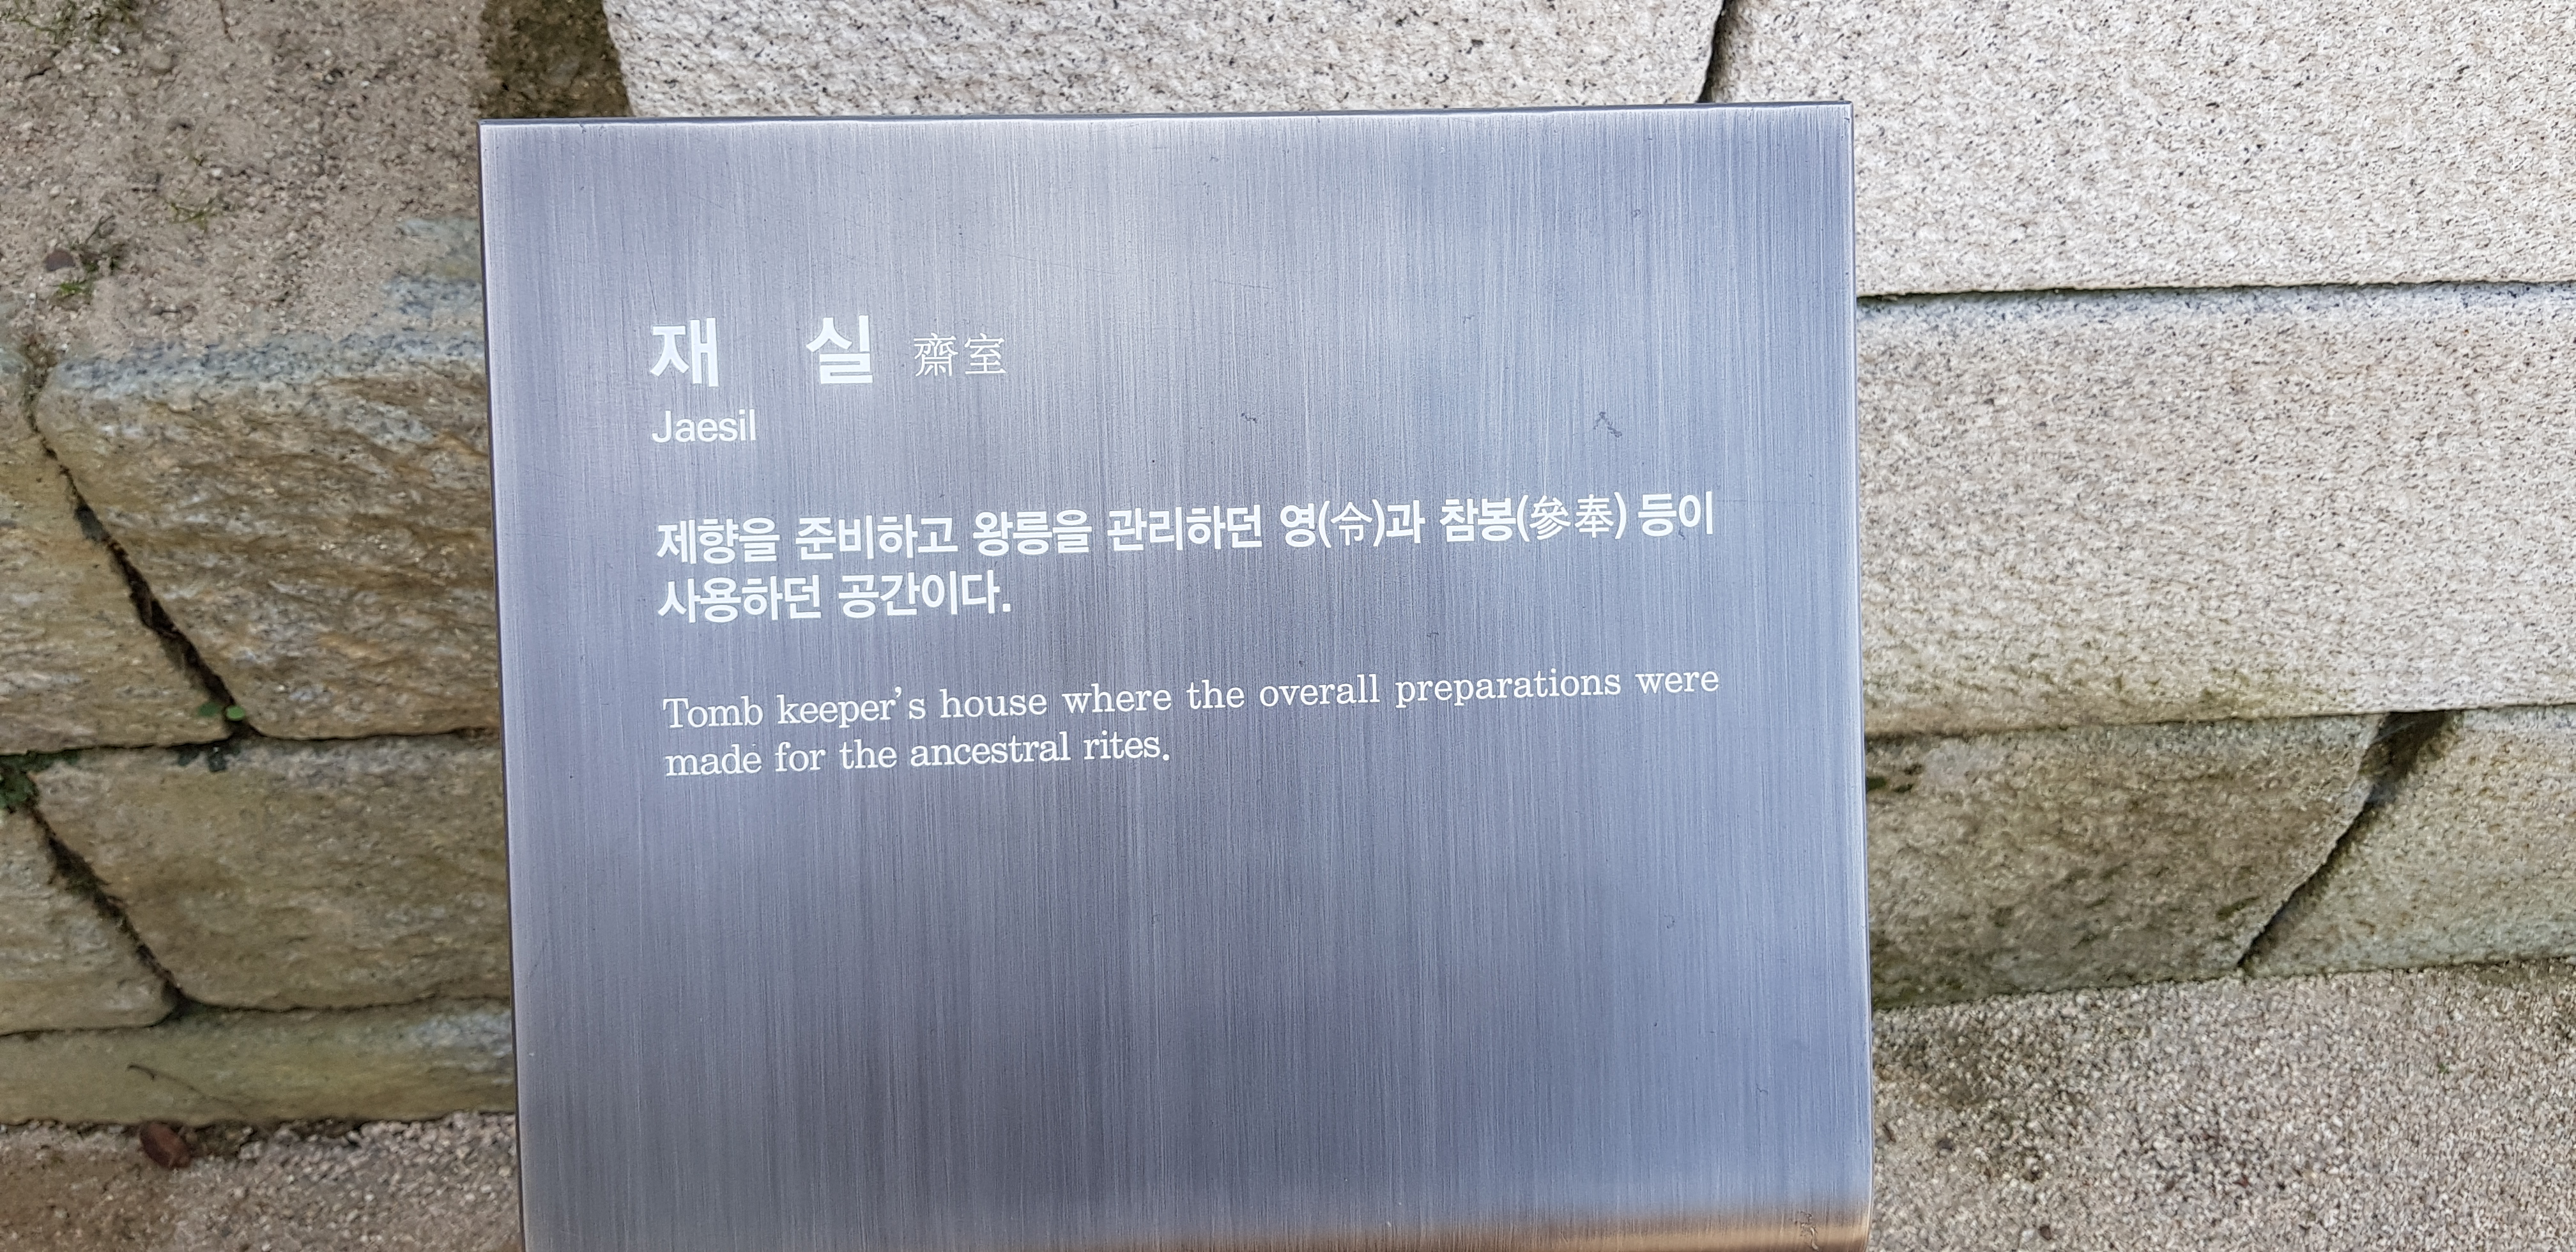 재 실 齋室
Jaesil
제향을 준비하고 왕릉을 관리하던 영(令)과 참봉(參奉) 등이
사용하던 공간이다.
Tomb keeper's house where the overall preparations were
made for the ancestral rites.